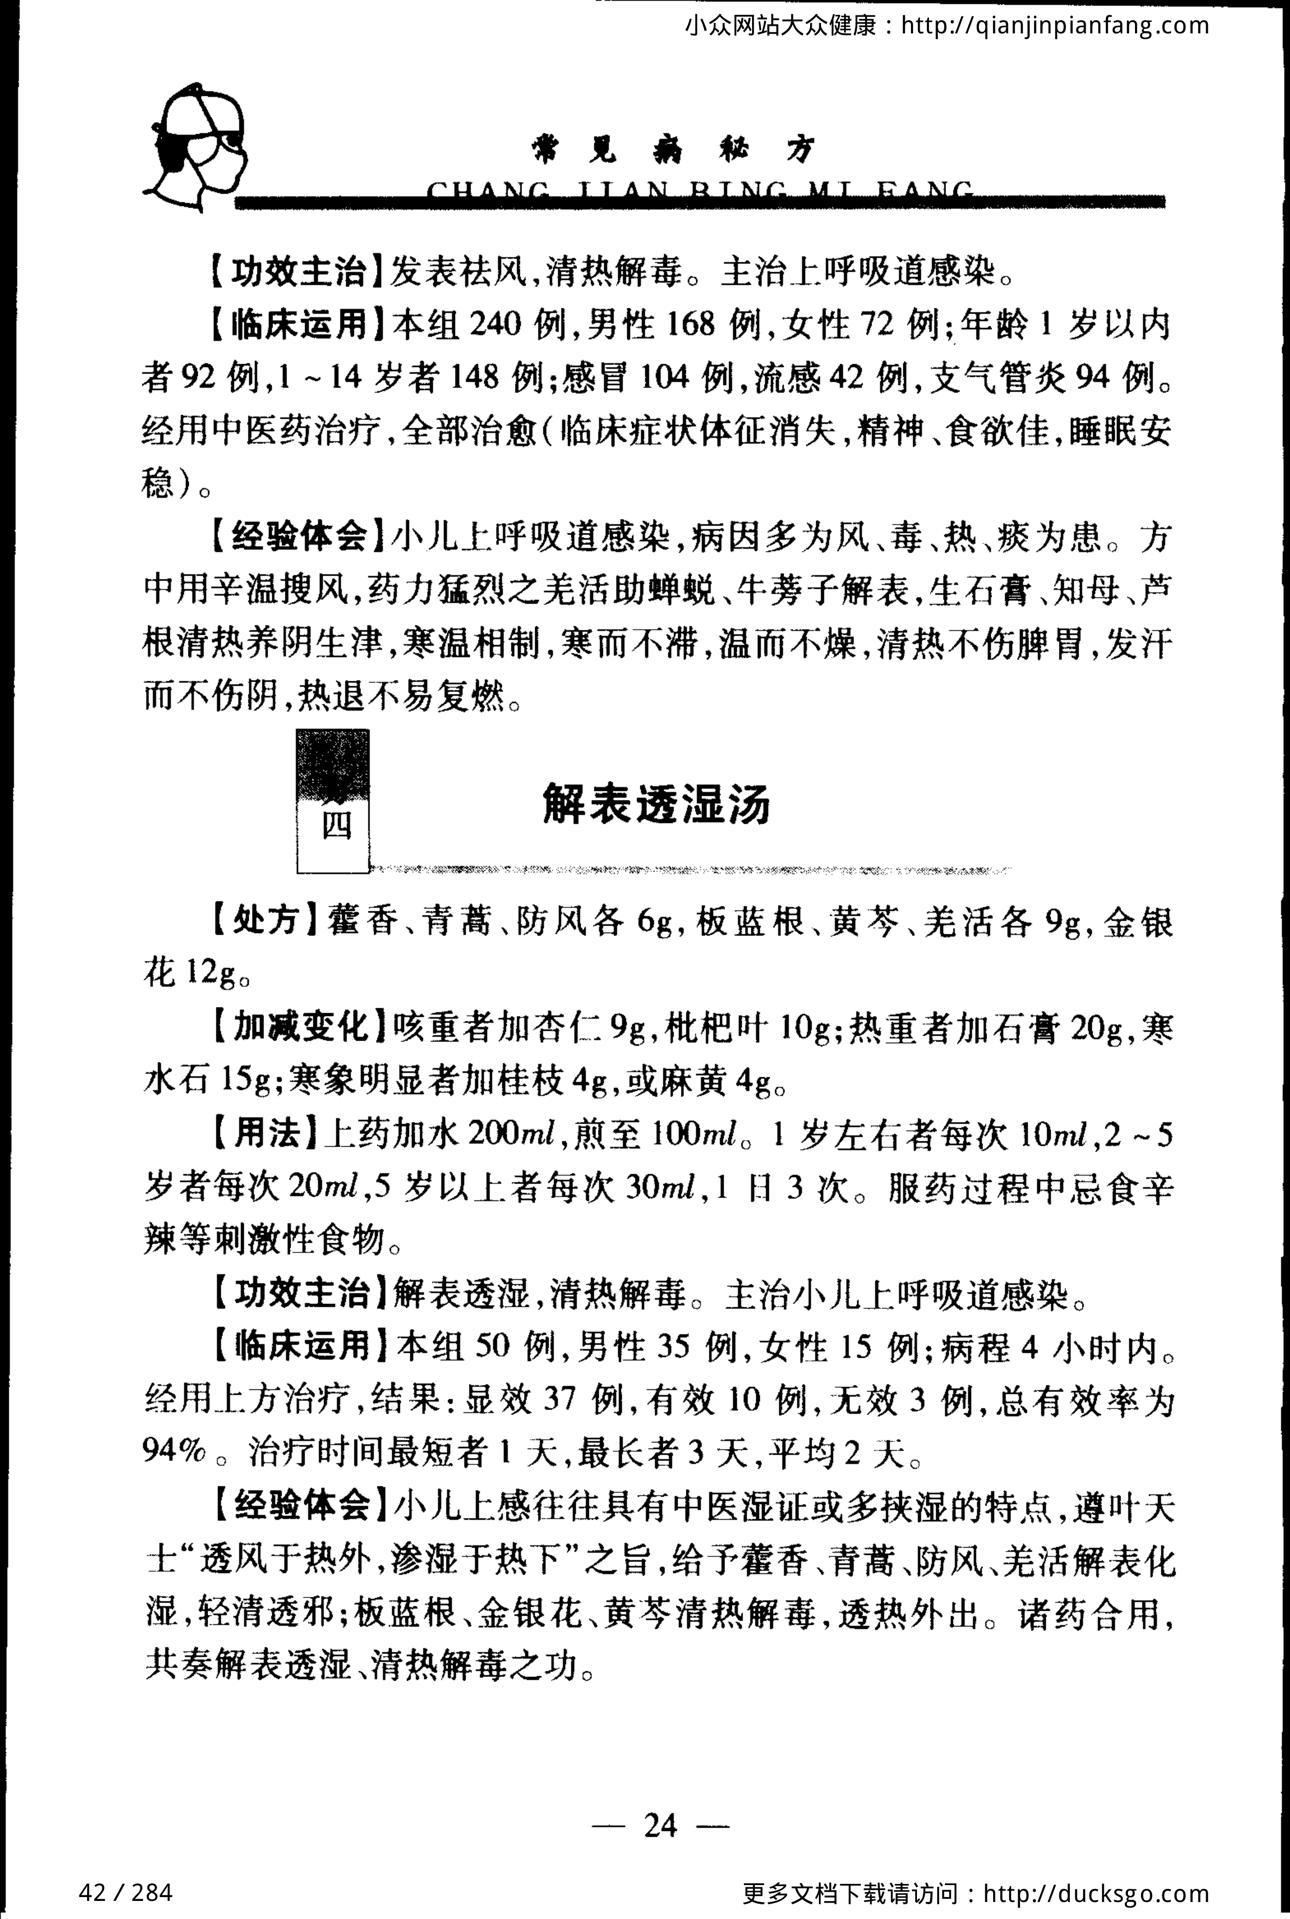 小众网站大众健康：http://qianjinpianfang.com
常见病秘方
CHANG JIAN BING MI FANG
【功效主治】发表祛风,清热解毒。主治上呼吸道感染。
【临床运用】本组 240 例,男性 168 例,女性 72 例;年龄 1 岁以内
者 92 例,1 ~ 14 岁者 148 例;感冒 104 例,流感 42 例,支气管炎 94 例。
经用中医药治疗,全部治愈(临床症状体征消失,精神、食欲佳,睡眠安
稳)。
【经验体会】小儿上呼吸道感染,病因多为风、毒、热、痰为患。方
中用辛温搜风,药力猛烈之羌活助蝉蜕、牛蒡子解表,生石膏、知母、芦
根清热养阴生津,寒温相制,寒而不滞,温而不燥,清热不伤脾胃,发汗
而不伤阴,热退不易复燃。
四
解表透湿汤
【处方】藿香、青蒿、防风各 6g,板蓝根、黄芩、羌活各 9g,金银
花 12g。
【加减变化】咳重者加杏仁 9g,枇杷叶 10g;热重者加石膏 20g,寒
水石 15g;寒象明显者加桂枝 4g,或麻黄 4g。
【用法】上药加水 200ml,煎至 100ml。1 岁左右者每次 10ml,2 ~ 5
岁者每次 20ml,5 岁以上者每次 30ml,1 日 3 次。服药过程中忌食辛
辣等刺激性食物。
【功效主治】解表透湿,清热解毒。主治小儿上呼吸道感染。
【临床运用】本组 50 例,男性 35 例,女性 15 例;病程 4 小时内。
经用上方治疗,结果:显效 37 例,有效 10 例,无效 3 例,总有效率为
94%。治疗时间最短者 1 天,最长者 3 天,平均 2 天。
【经验体会】小儿上感往往具有中医湿证或多挟湿的特点,遵叶天
士“透风于热外,渗湿于热下”之旨,给予藿香、青蒿、防风、羌活解表化
湿,轻清透邪;板蓝根、金银花、黄芩清热解毒,透热外出。诸药合用,
共奏解表透湿、清热解毒之功。
— 24 —
42 / 284
更多文档下载请访问：http://ducksgo.com